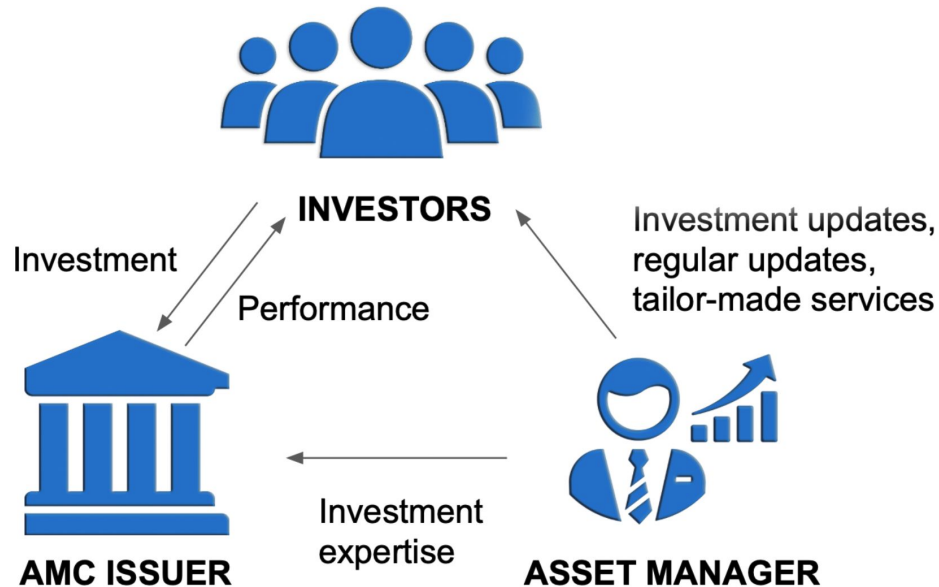 INVESTORS
Investment
Performance
Investment updates,
regular updates,
tailor-made services
Investment
expertise
AMC ISSUER
ASSET MANAGER